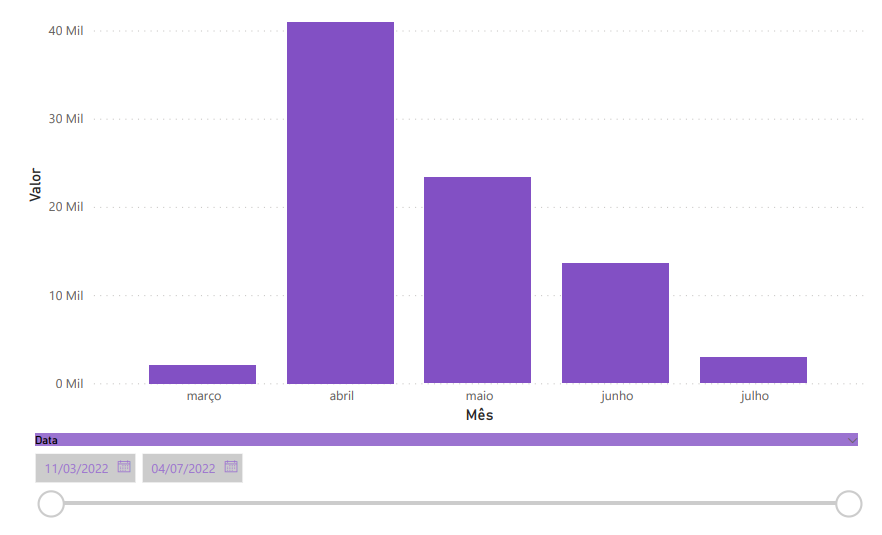 40 Mil
30 Mil
20 Mil
10 Mil
0 Mil
Valor
março abril maio junho julho
Mês
Data
11/03/2022 04/07/2022